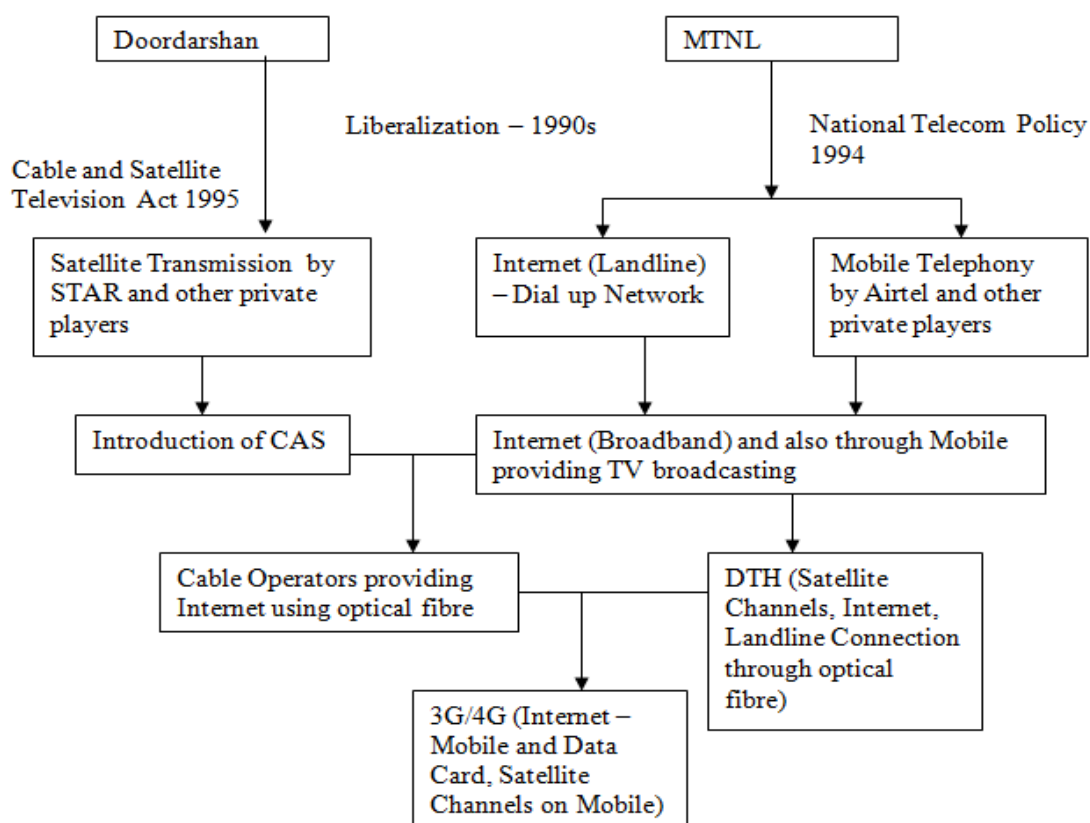 Doordarshan
MTNL
Liberalization – 1990s
National Telecom Policy
1994
Cable and Satellite
Television Act 1995
Satellite Transmission by
STAR and other private
players
Internet (Landline)
– Dial up Network
Mobile Telephony
by Airtel and other
private players
Introduction of CAS
Internet (Broadband) and also through Mobile
providing TV broadcasting
Cable Operators providing
Internet using optical fibre
DTH (Satellite
Channels, Internet,
Landline Connection
through optical
fibre)
3G/4G (Internet –
Mobile and Data
Card, Satellite
Channels on Mobile)